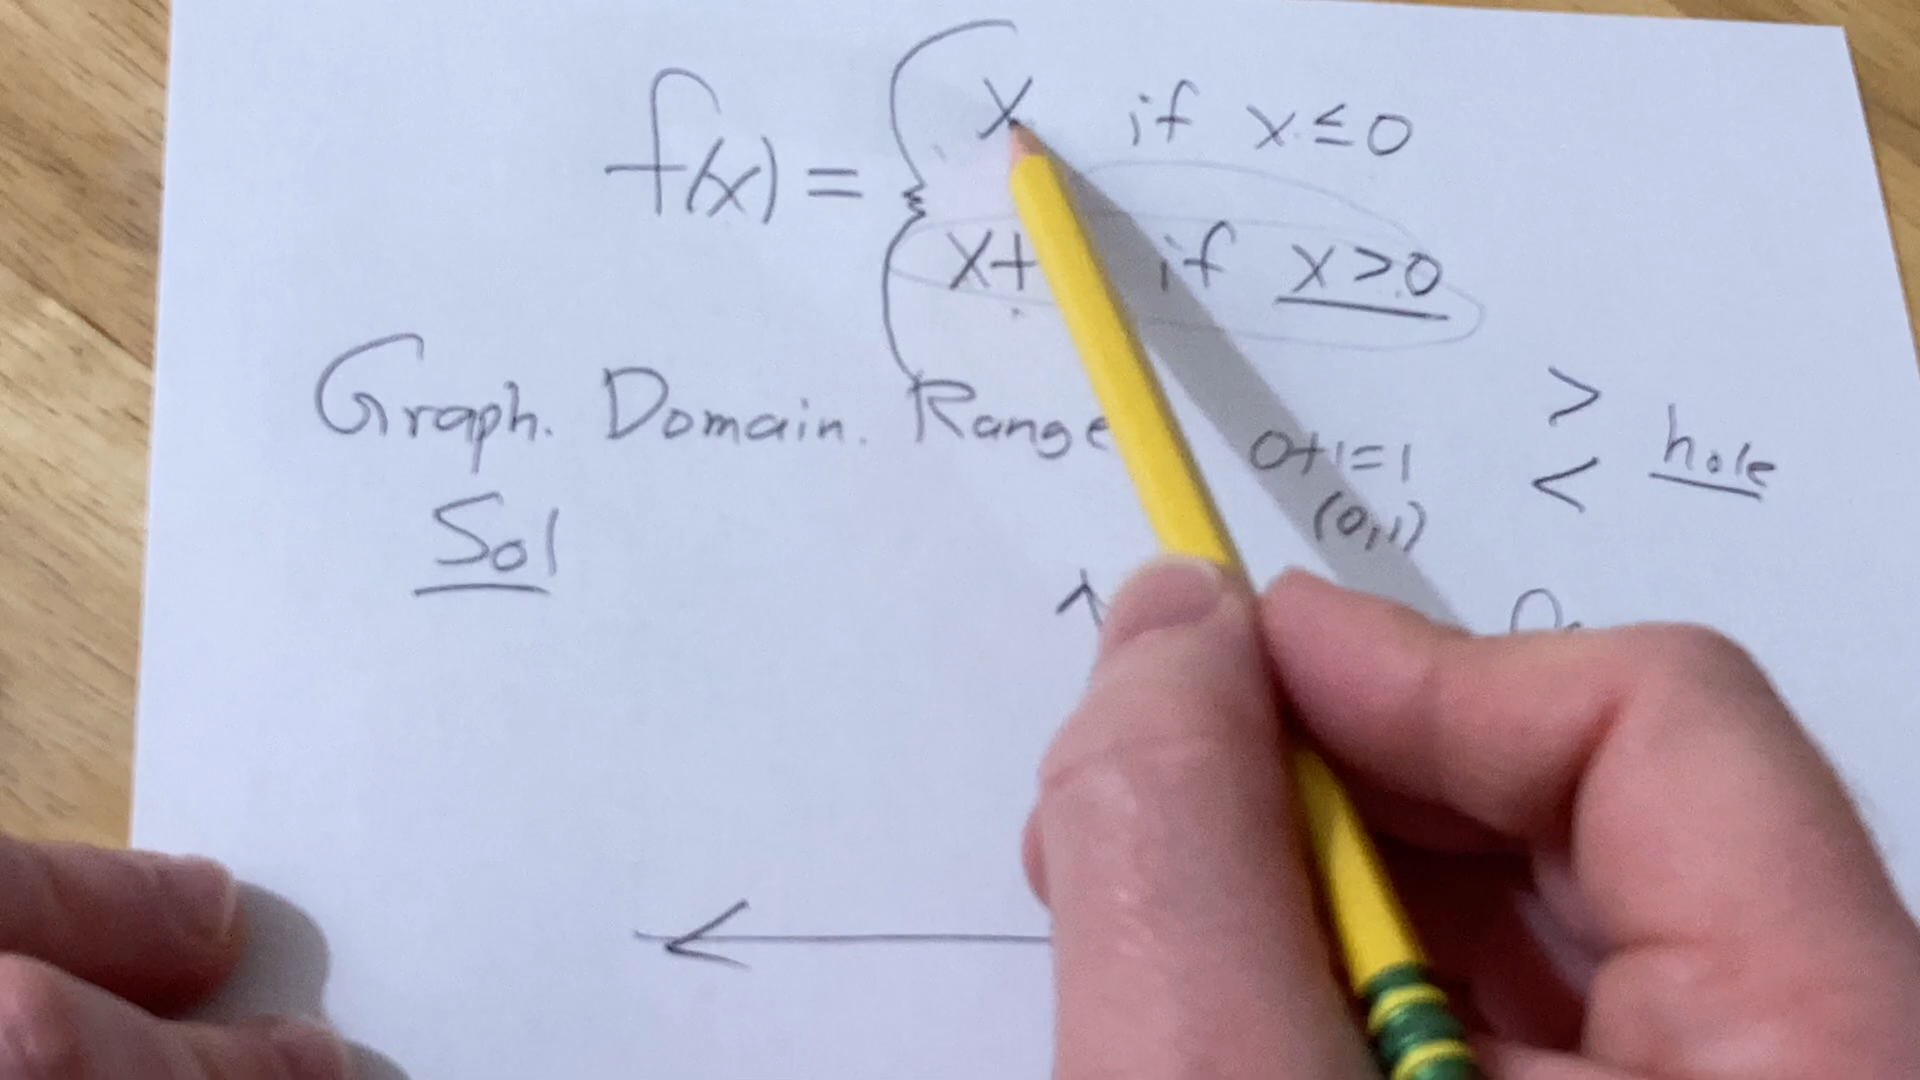 f(x) = { x if x ≤ 0
x+ if x > 0
Graph. Domain. Range
> < hole
0+1=1
(0,1)
Sol